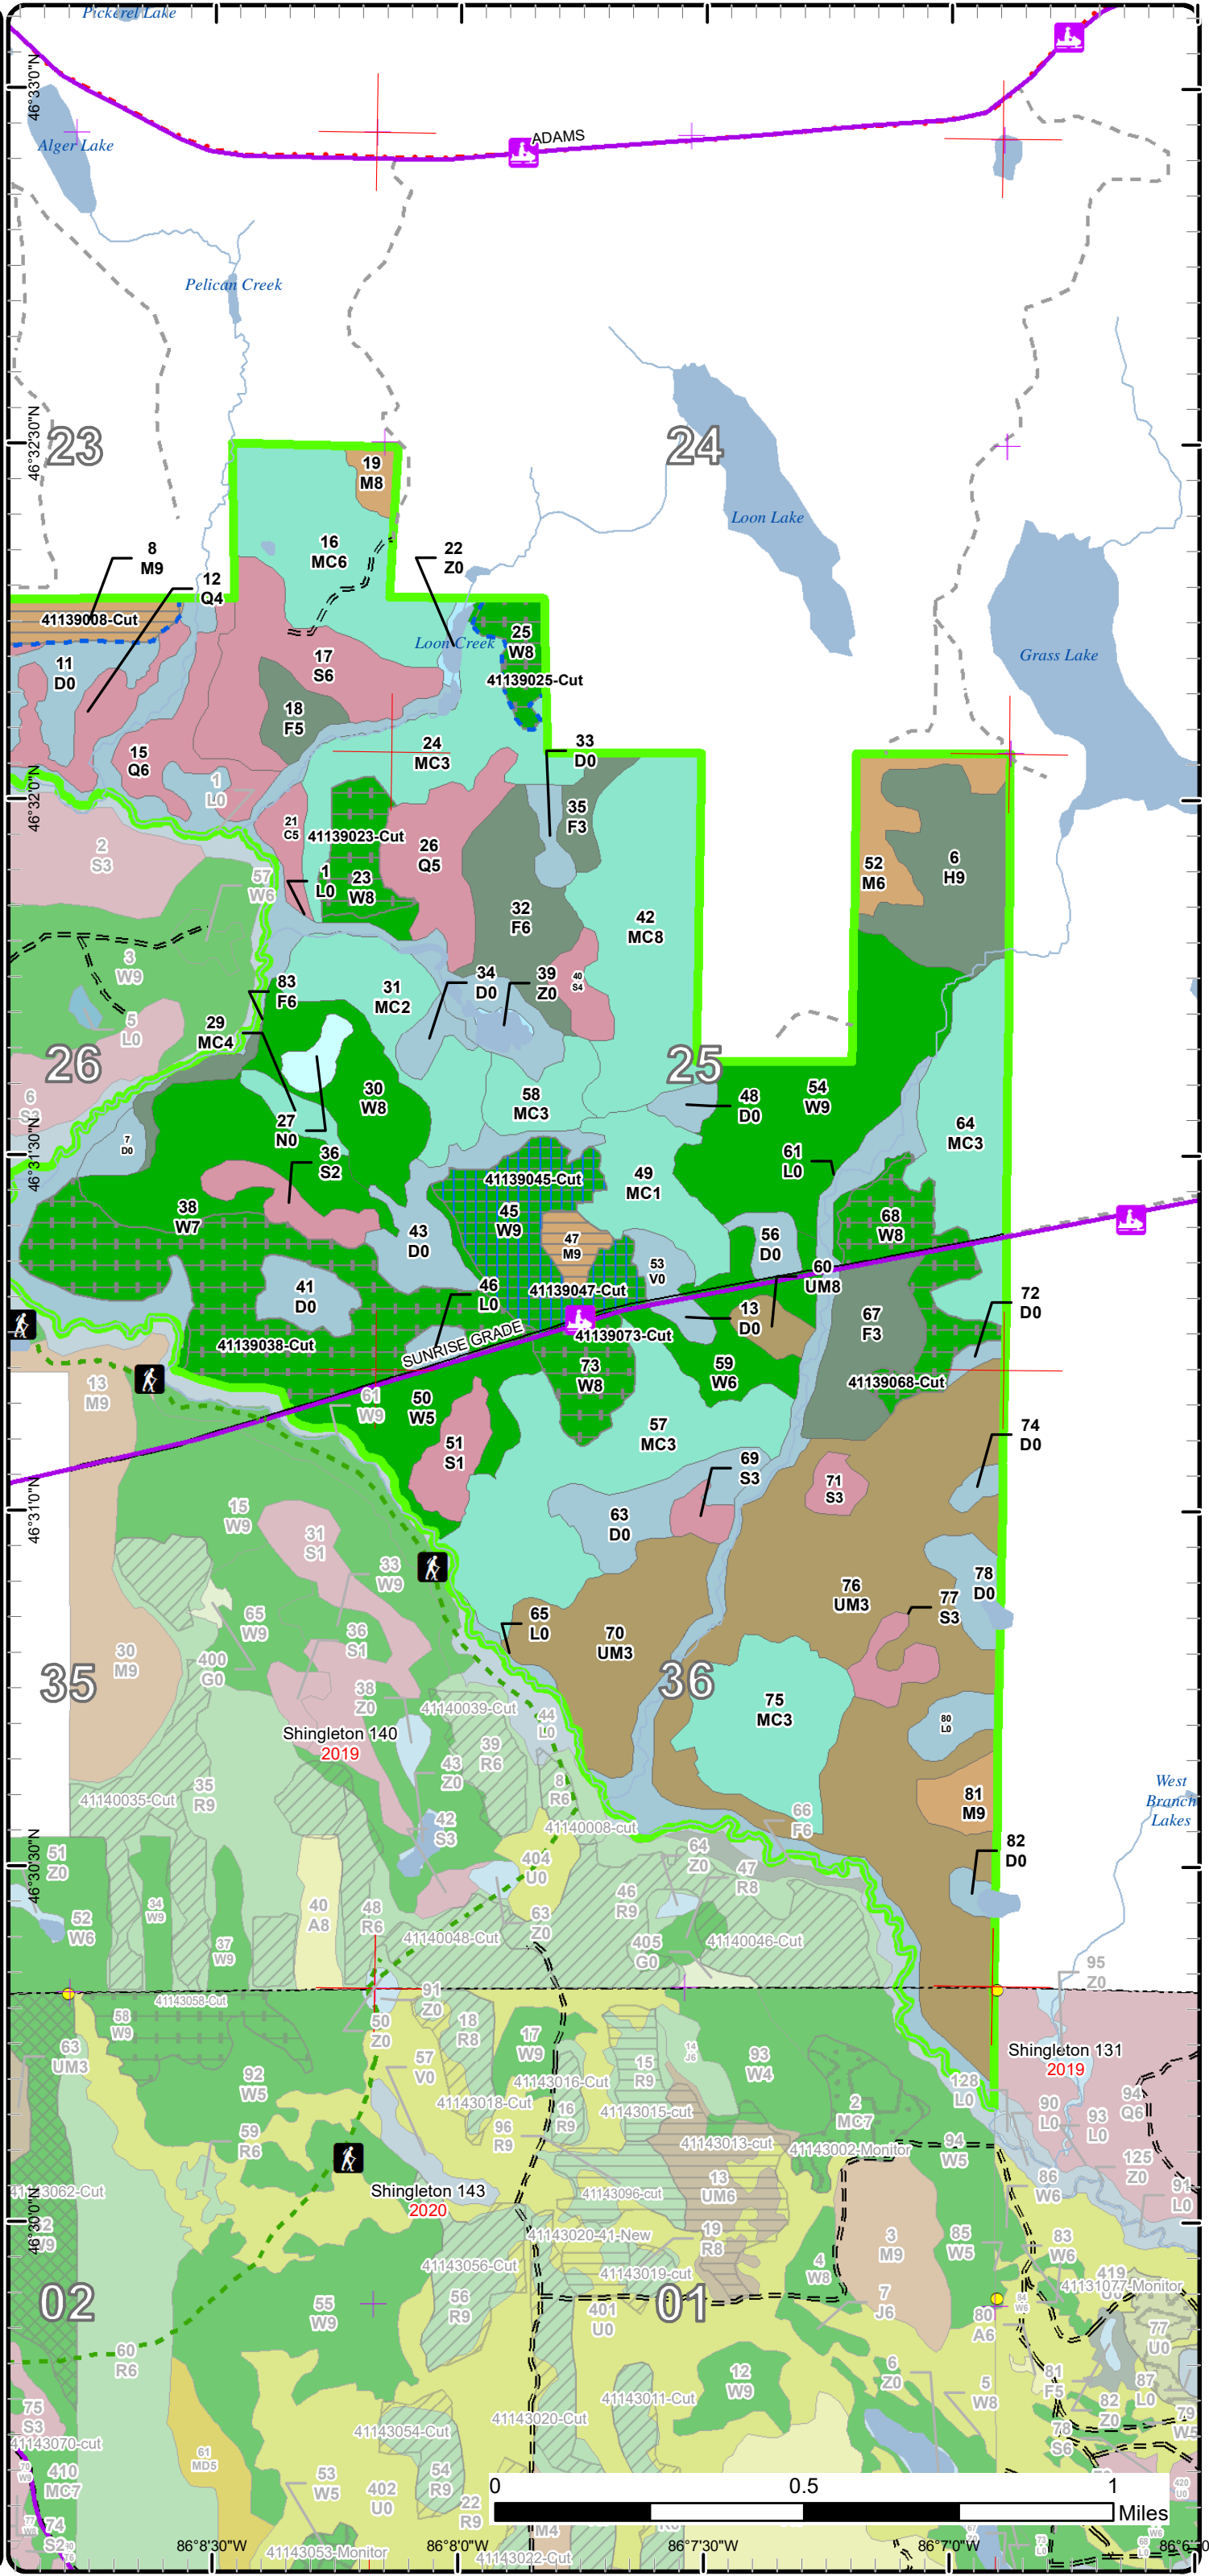 Pickerel Lake
46°33'0"N
Alger Lake
ADAMS
Pelican Creek
46°32'30"N
23
24
19
M8
Loon Lake
16
MC6
8
M9
22
Z0
12
Q4
41139008-Cut
25
W8
Loon Creek
Grass Lake
11
D0
17
S6
41139025-Cut
18
F5
24
MC3
33
D0
15
Q6
1
L0
46°32'0"N
35
F3
21
C5
41139023-Cut
26
Q5
2
S3
52
M6
6
H9
57
W6
1
L0
23
W8
32
F6
42
MC8
3
W9
34
D0
39
Z0
40
S4
83
F6
31
MC2
5
L0
29
MC4
26
25
6
S3
30
W8
58
MC3
48
D0
54
W9
27
N0
64
MC3
7
D0
46°31'30"N
36
S2
61
L0
41139045-Cut
49
MC1
38
W7
45
W9
68
W8
43
D0
47
M9
56
D0
53
V0
60
UM8
41
D0
46
L0
41139047-Cut
72
D0
13
D0
67
F3
SUNRISE GRADE
41139073-Cut
41139038-Cut
73
W8
59
W6
41139068-Cut
13
M9
61
W9
50
W5
57
MC3
74
D0
51
S1
69
S3
71
S3
46°31'0"N
15
W9
63
D0
31
S1
33
W9
78
D0
76
UM3
77
S3
65
W9
36
S1
65
L0
70
UM3
30
M9
400
G0
35
36
38
Z0
75
MC3
41140039-Cut
44
L0
80
L0
Shingleton 140
2019
39
R6
43
Z0
8
R6
West
Branch
Lakes
35
R9
41140035-Cut
81
M9
42
S3
41140008-cut
66
F6
82
D0
46°30'30"N
51
Z0
64
Z0
404
U0
47
R8
34
W9
40
A8
46
R9
52
W6
48
R6
63
Z0
37
W9
41140048-Cut
405
G0
41140046-Cut
95
Z0
41143058-Cut
91
Z0
58
W9
50
Z0
18
R8
17
W9
14
J6
63
UM3
Shingleton 131
2019
57
V0
15
R9
93
W4
92
W5
41143016-Cut
128
L0
41143018-Cut
16
R9
41143015-cut
2
MC7
90
L0
93
L0
94
Q6
59
R6
96
R9
41143013-cut
41143002-Monitor
94
W5
125
Z0
86
W6
41143062-Cut
Shingleton 143
2020
41143096-cut
13
UM6
91
L0
46°30'0"N
41143020-41-New
19
R8
3
M9
85
W5
83
W6
41143056-Cut
41143019-cut
4
W8
419
41131077-Monitor
02
55
W9
56
R9
401
U0
01
7
J6
84
W6
80
A6
77
U0
60
R6
12
W9
6
Z0
5
W8
81
F5
87
L0
75
S3
41143011-Cut
82
Z0
79
W5
41143070-cut
41143054-Cut
41143020-Cut
78
S6
61
MD5
410
MC7
53
W5
402
U0
54
R9
0
0.5
1
Miles
420
U0
22
R9
74
S2
M4
41143053-Monitor
41143022-Cut
86°8'30"W
86°8'0"W
86°7'30"W
86°7'0"W